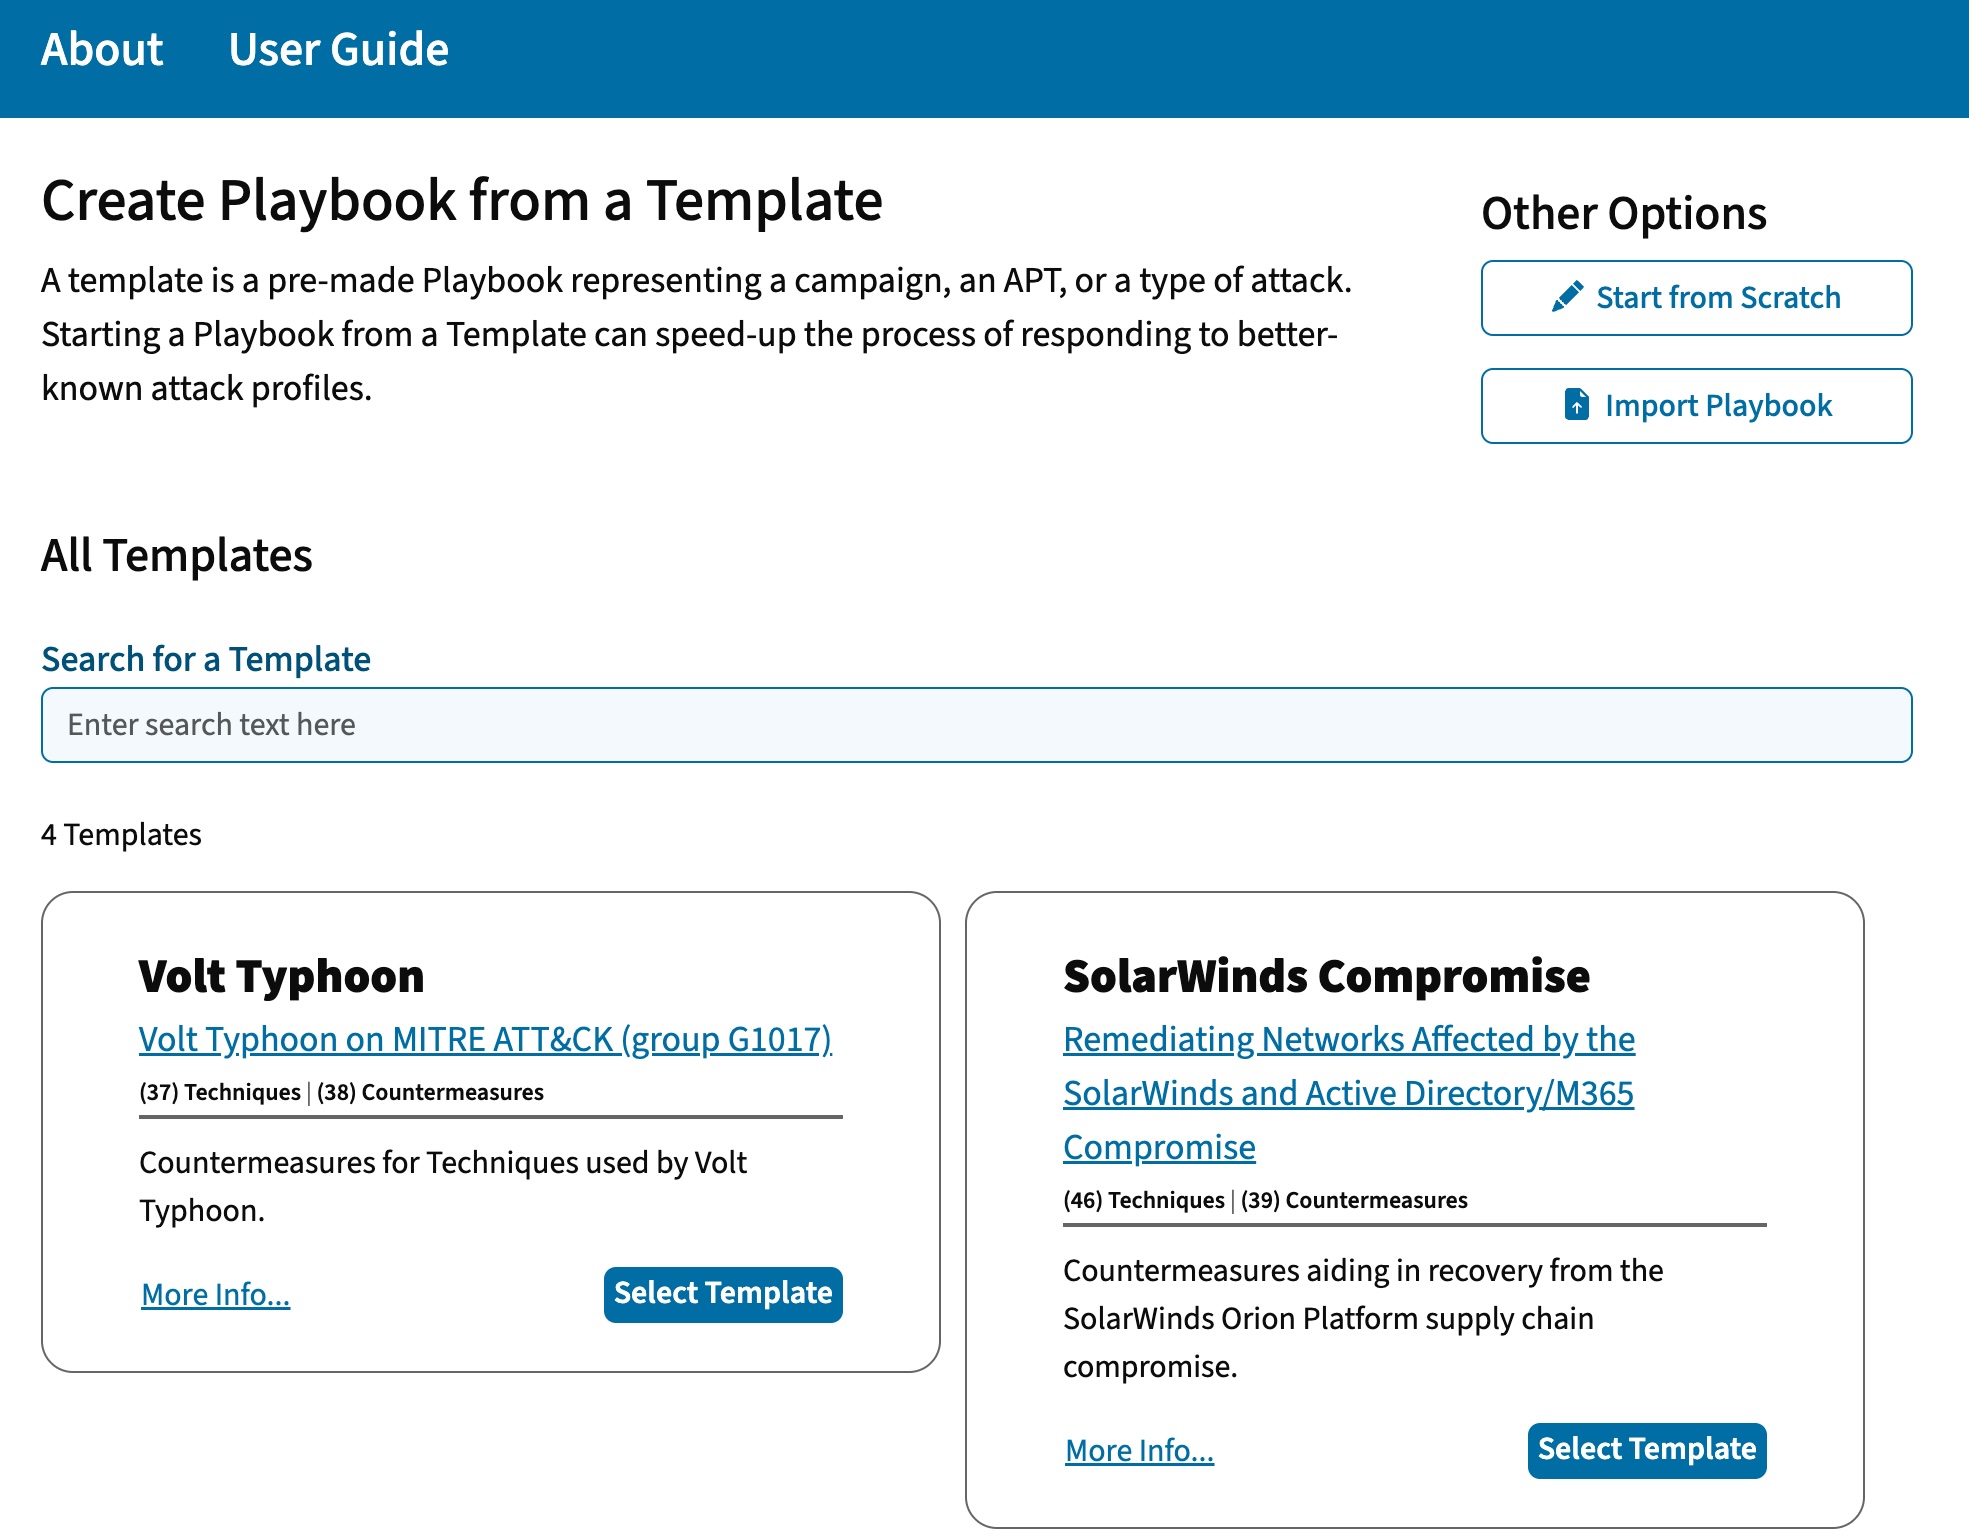 About User Guide
Create Playbook from a Template
A template is a pre-made Playbook representing a campaign, an APT, or a type of attack.
Starting a Playbook from a Template can speed-up the process of responding to better-
known attack profiles.
Other Options
Start from Scratch
Import Playbook
All Templates
Search for a Template
Enter search text here
4 Templates
Volt Typhoon
Volt Typhoon on MITRE ATT&CK (group G1017)
(37) Techniques | (38) Countermeasures
Countermeasures for Techniques used by Volt
Typhoon.
More Info...
Select Template
SolarWinds Compromise
Remediating Networks Affected by the
SolarWinds and Active Directory/M365
Compromise
(46) Techniques | (39) Countermeasures
Countermeasures aiding in recovery from the
SolarWinds Orion Platform supply chain
compromise.
More Info...
Select Template